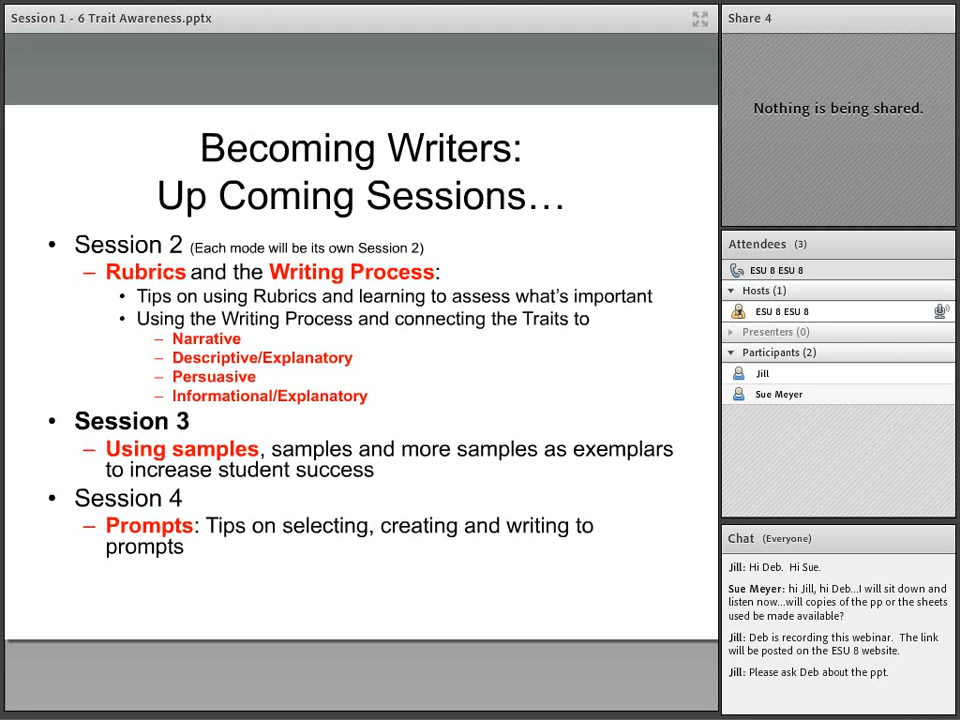 Session 1 - 6 Trait Awareness.pptx
Becoming Writers:
Up Coming Sessions…
• Session 2 (Each mode will be its own Session 2)
– Rubrics and the Writing Process:
• Tips on using Rubrics and learning to assess what's important
• Using the Writing Process and connecting the Traits to
– Narrative
– Descriptive/Explanatory
– Persuasive
– Informational/Explanatory
• Session 3
– Using samples, samples and more samples as exemplars
to increase student success
• Session 4
– Prompts: Tips on selecting, creating and writing to
prompts
Share 4
Nothing is being shared.
Attendees (3)
ESU 8 ESU 8
Hosts (1)
ESU 8 ESU 8
Presenters (0)
Participants (2)
Jill
Sue Meyer
Chat (Everyone)
Jill: Hi Deb. Hi Sue.
Sue Meyer: hi Jill, hi Deb...I will sit down and
listen now...will copies of the pp or the sheets
used be made available?
Jill: Deb is recording this webinar. The link
will be posted on the ESU 8 website.
Jill: Please ask Deb about the ppt.